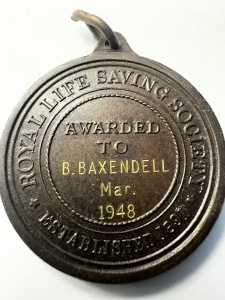 ROYAL LIFE SAVING SOCIETY
AWARDED
TO
B.BAXENDELL
Mar.
1948
ESTABLISHED